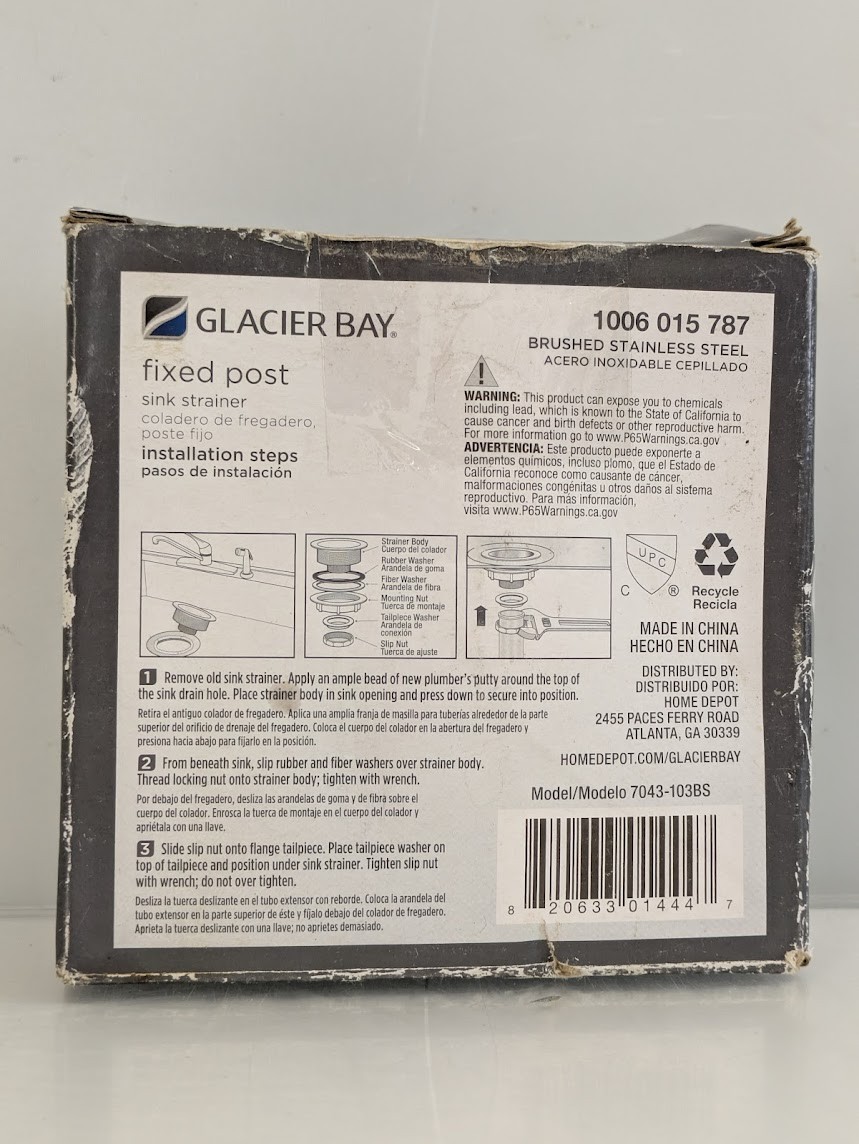 GLACIER BAY®
1006 015 787
BRUSHED STAINLESS STEEL
ACERO INOXIDABLE CEPILLADO
fixed post
sink strainer
coladero de fregadero,
poste fijo
installation steps
pasos de instalación
WARNING: This product can expose you to chemicals
including lead, which is known to the State of California to
cause cancer and birth defects or other reproductive harm.
For more information go to www.P65Warnings.ca.gov
ADVERTENCIA: Este producto puede exponerte a
elementos químicos, incluso plomo, que el Estado de
California reconoce como causante de cáncer,
malformaciones congénitas u otros daños al sistema
reproductivo. Para más información,
visita www.P65Warnings.ca.gov
Strainer Body
Cuerpo del colador
Rubber Washer
Arandela de goma
Fiber Washer
Arandela de fibra
Mounting Nut
Tuerca de montaje
Tailpiece Washer
Arandela de
conexión
Slip Nut
Tuerca de ajuste
UPC
C ®
Recycle
Recicla
MADE IN CHINA
HECHO EN CHINA
DISTRIBUTED BY:
DISTRIBUIDO POR:
HOME DEPOT
2455 PACES FERRY ROAD
ATLANTA, GA 30339
HOMEDEPOT.COM/GLACIERBAY
Model/Modelo 7043-103BS
8 20633 01444 7
1 Remove old sink strainer. Apply an ample bead of new plumber's putty around the top of
the sink drain hole. Place strainer body in sink opening and press down to secure into position.
Retira el antiguo colador de fregadero. Aplica una amplia franja de masilla para tuberías alrededor de la parte
superior del orificio de drenaje del fregadero. Coloca el cuerpo del colador en la abertura del fregadero y
presiona hacia abajo para fijarlo en la posición.
2 From beneath sink, slip rubber and fiber washers over strainer body.
Thread locking nut onto strainer body; tighten with wrench.
Por debajo del fregadero, desliza las arandelas de goma y de fibra sobre el
cuerpo del colador. Enrosca la tuerca de montaje en el cuerpo del colador y
apriétala con una llave.
3 Slide slip nut onto flange tailpiece. Place tailpiece washer on
top of tailpiece and position under sink strainer. Tighten slip nut
with wrench; do not over tighten.
Desliza la tuerca deslizante en el tubo extensor con reborde. Coloca la arandela del
tubo extensor en la parte superior de éste y fíjalo debajo del colador de fregadero.
Aprieta la tuerca deslizante con una llave; no aprietes demasiado.